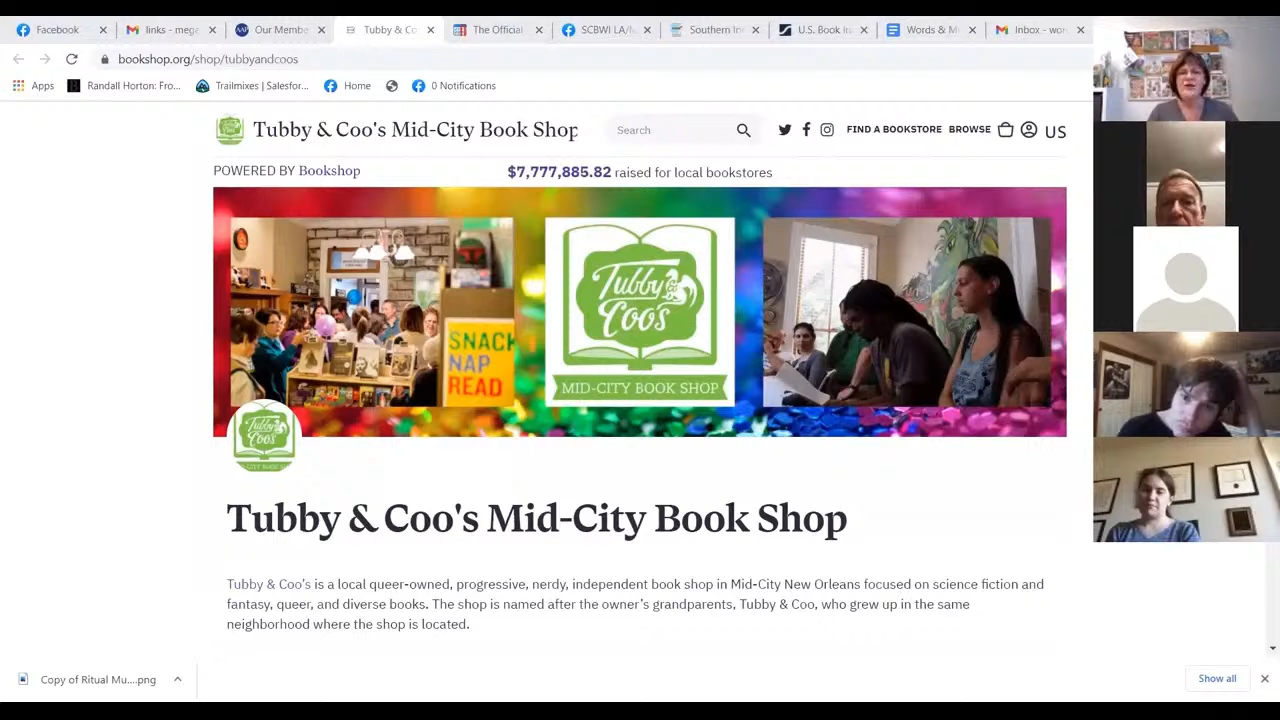 Facebook
links - m
Our Memb
Tubby & Co
The Official
SCBWI LA/M
Southern In
U.S. Book In
Words & M
Inbox - wor
bookshop.org/shop/tubbyandcoos
Apps
Randall Horton: Fro...
Trailmixes | Salesfor...
Home
0 Notifications
Tubby & Coo's Mid-City Book Shop
Search
FIND A BOOKSTORE
BROWSE
US
POWERED BY Bookshop
$7,777,885.82 raised for local bookstores
SNACK
NAP
READ
Tubby &
Coo's
MID-CITY BOOK SHOP
Tubby &
Coo's
Tubby & Coo's Mid-City Book Shop
Tubby & Coo's is a local queer-owned, progressive, nerdy, independent book shop in Mid-City New Orleans focused on science fiction and
fantasy, queer, and diverse books. The shop is named after the owner's grandparents, Tubby & Coo, who grew up in the same
neighborhood where the shop is located.
Copy of Ritual Mu....png
Show all